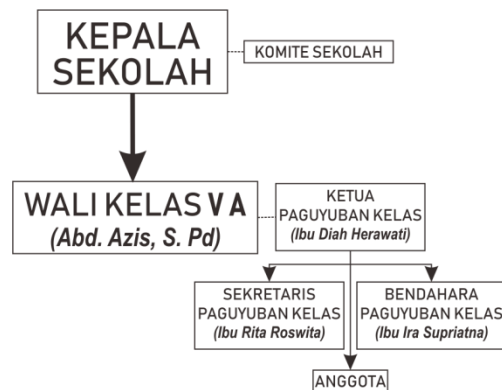 KEPALA
SEKOLAH
KOMITE SEKOLAH
WALI KELAS V A
(Abd. Azis, S. Pd)
KETUA
PAGUYUBAN KELAS
(Ibu Diah Herawati)
SEKRETARIS
PAGUYUBAN KELAS
(Ibu Rita Roswita)
BENDAHARA
PAGUYUBAN KELAS
(Ibu Ira Supriatna)
ANGGOTA